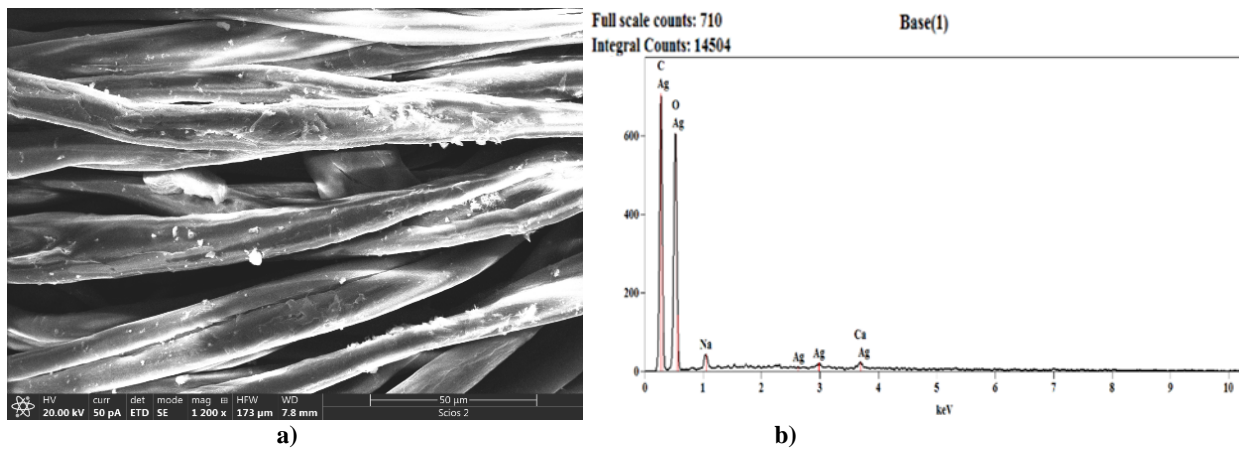 HV curr det mode mag HFW WD
20.00 kV 50 pA ETD SE 1 200 x 173 µm 7.8 mm
50 µm
Scios 2
a)
Full scale counts: 710
Integral Counts: 14504
Base(1)
C
Ag
O
Ag
Na
Ag
Ag
Ca
Ag
600
400
200
0
0 1 2 3 4 5 6 7 8 9 10
keV
b)